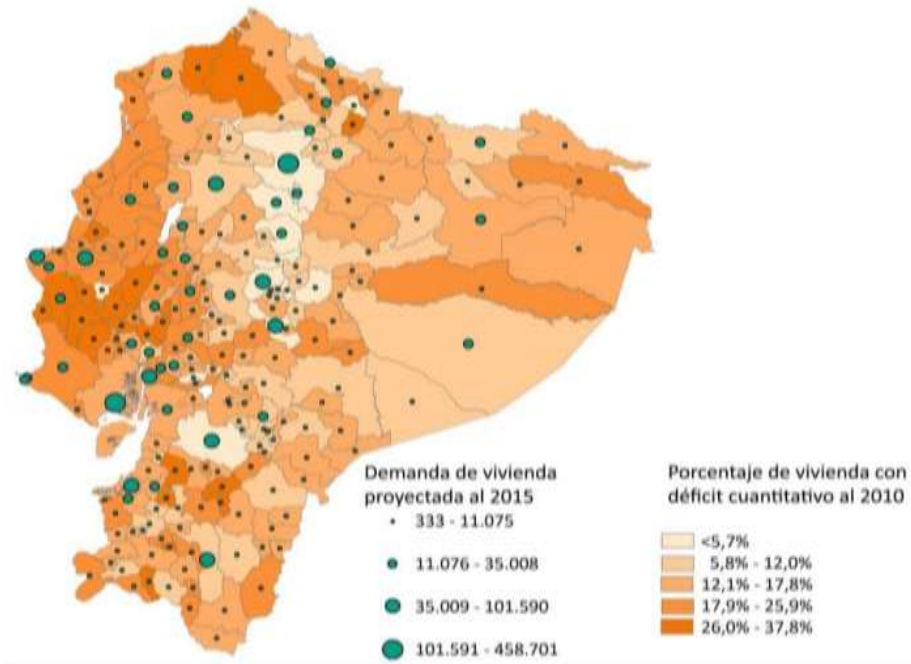 Demanda de vivienda
proyectada al 2015
333 - 11.075
11.076 - 35.008
35.009 - 101.590
101.591 - 458.701
Porcentaje de vivienda con
déficit cuantitativo al 2010
<5,7%
5,8% - 12,0%
12,1% - 17,8%
17,9% - 25,9%
26,0% - 37,8%